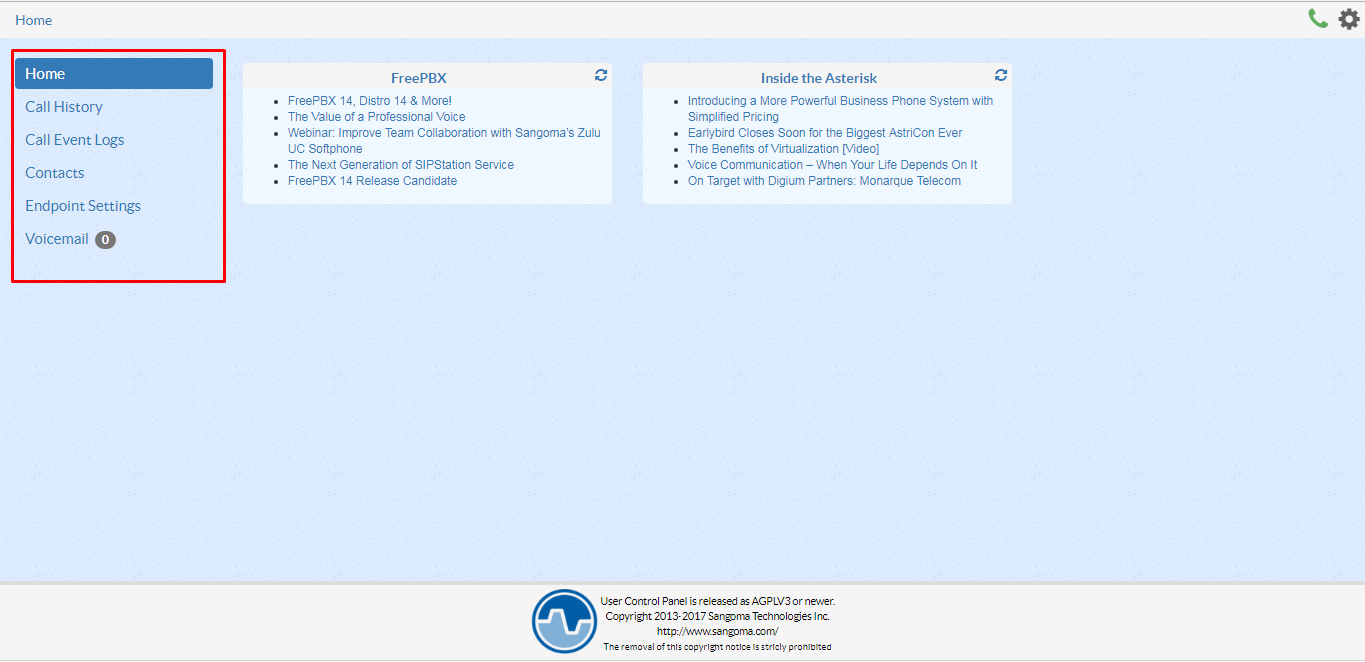 Home
Home
Call History
Call Event Logs
Contacts
Endpoint Settings
Voicemail 0
FreePBX
FreePBX 14, Distro 14 & More!
The Value of a Professional Voice
Webinar: Improve Team Collaboration with Sangoma's Zulu
UC Softphone
The Next Generation of SIPStation Service
FreePBX 14 Release Candidate
Inside the Asterisk
Introducing a More Powerful Business Phone System with
Simplified Pricing
Earlybird Closes Soon for the Biggest AstriCon Ever
The Benefits of Virtualization [Video]
Voice Communication – When Your Life Depends On It
On Target with Digium Partners: Monarque Telecom
User Control Panel is released as AGPLV3 or newer.
Copyright 2013-2017 Sangoma Technologies Inc.
http://www.sangoma.com/
The removal of this copyright notice is stricly prohibited